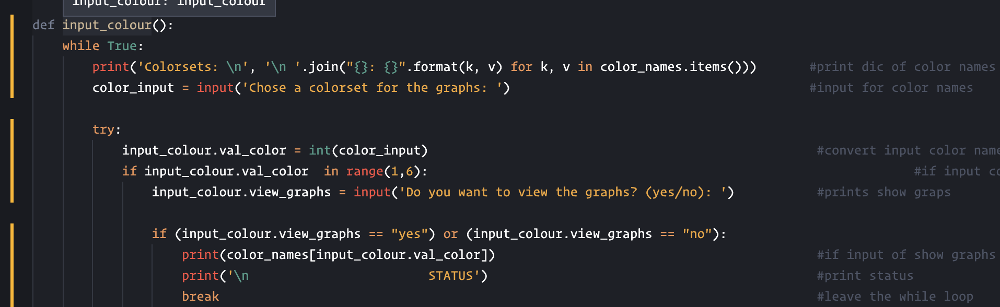 input_colour: input_colour
def input_colour():
while True:
print('Colorsets: \n', '\n '.join("{}: {}".format(k, v) for k, v in color_names.items())) #print dic of color names
color_input = input('Chose a colorset for the graphs: ') #input for color names
try:
input_colour.val_color = int(color_input) #convert input color name
if input_colour.val_color  in range(1,6): #if input co
input_colour.view_graphs = input('Do you want to view the graphs? (yes/no): ') #prints show graps
if (input_colour.view_graphs == "yes") or (input_colour.view_graphs == "no"):
print(color_names[input_colour.val_color]) #if input of show graphs
print('\n                        STATUS') #print status
break #leave the while loop